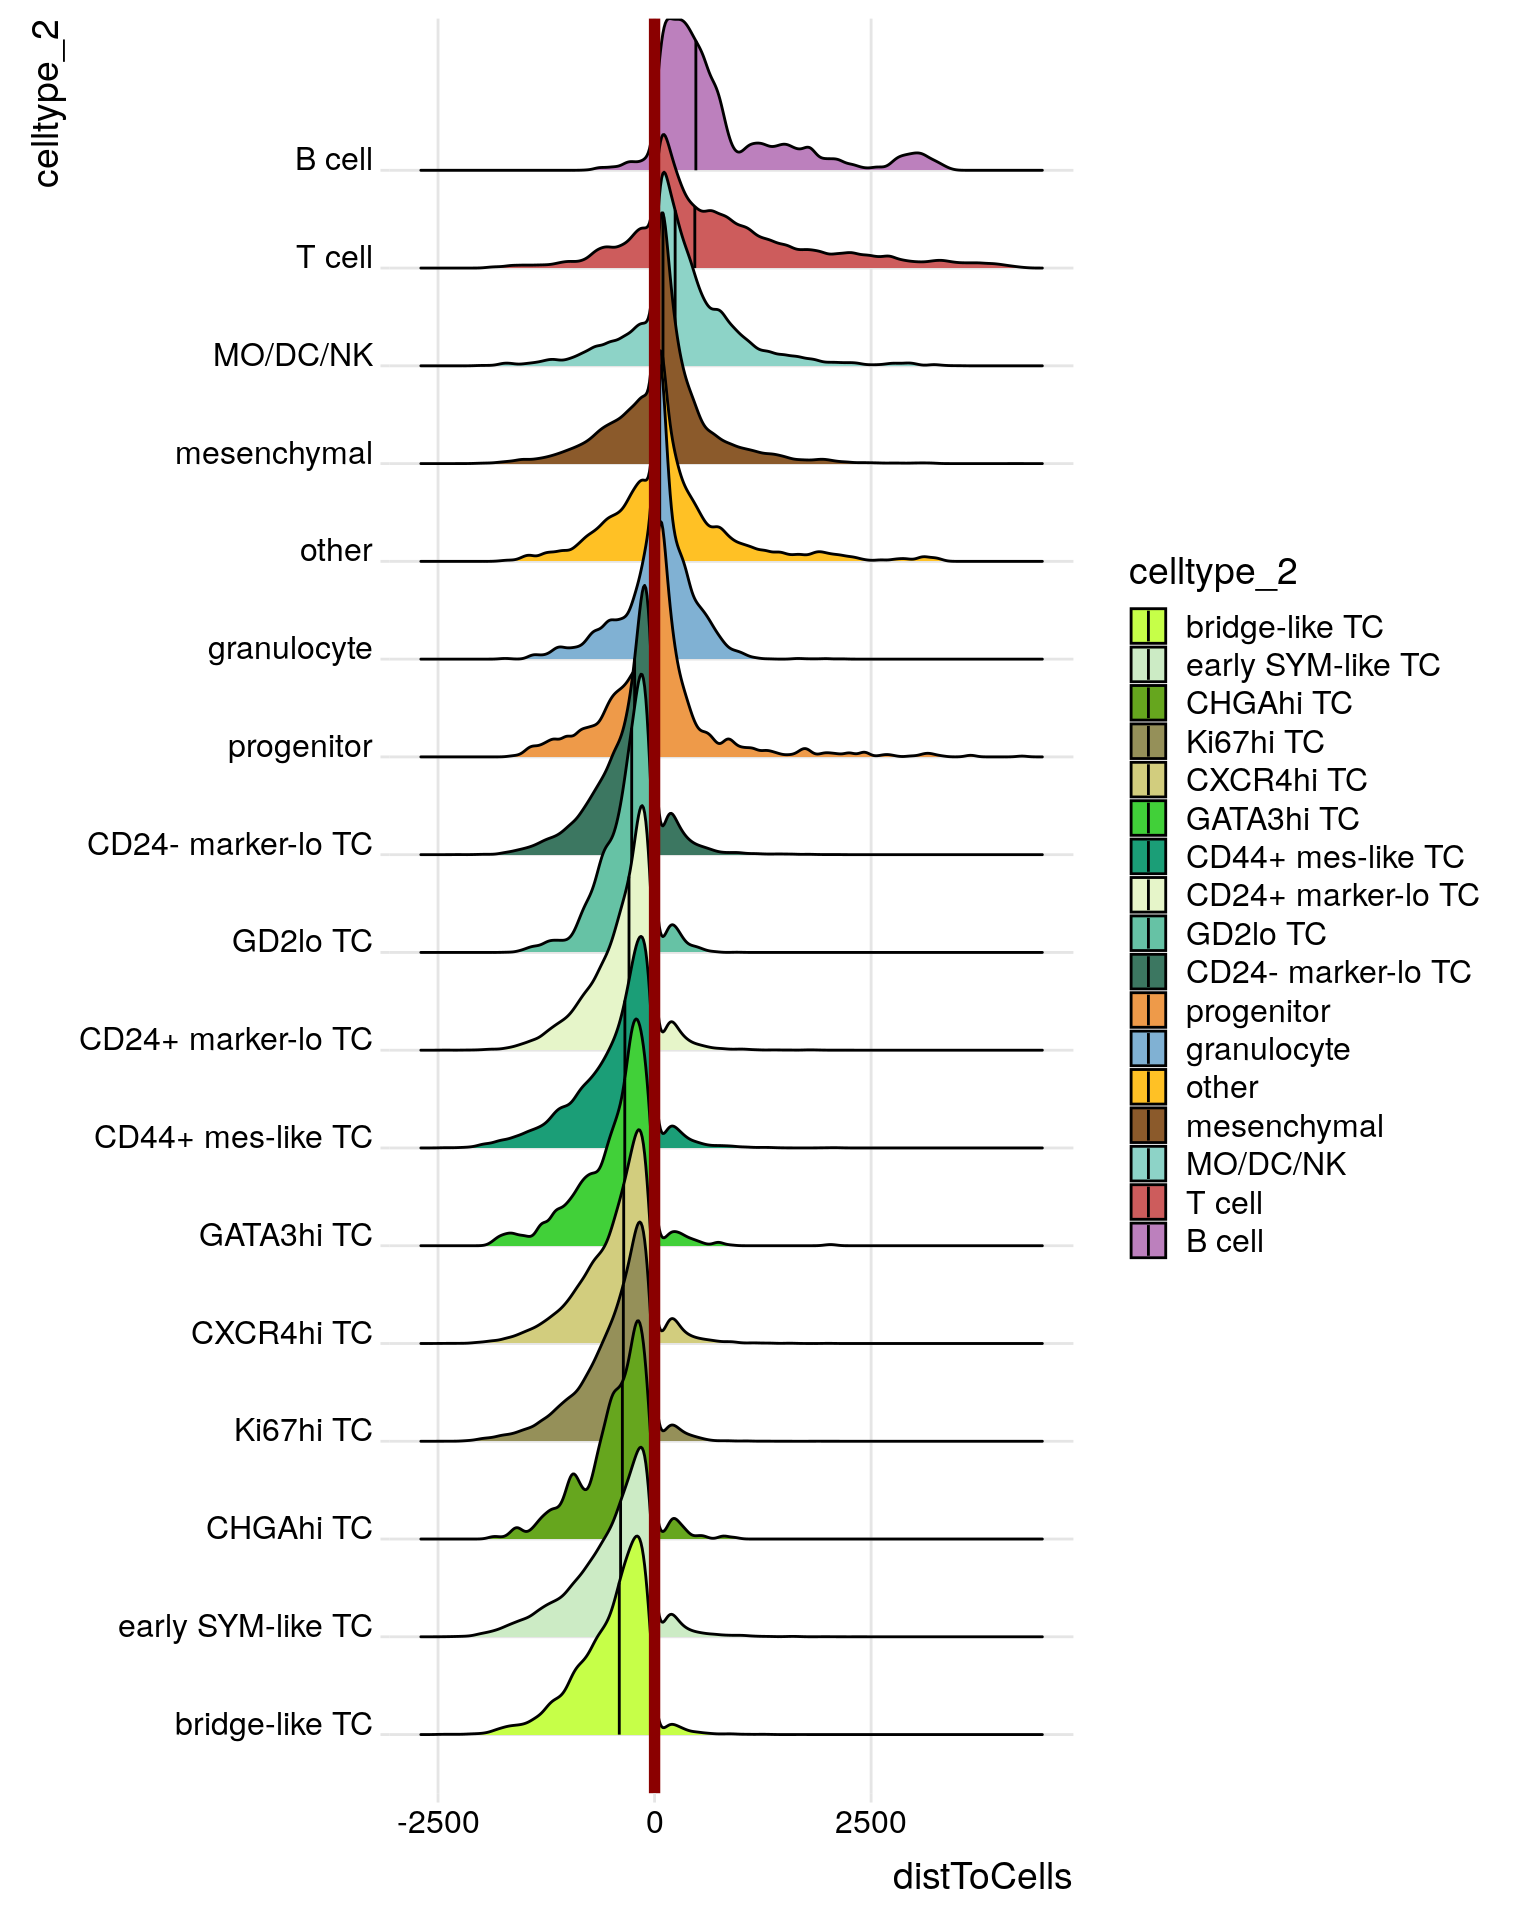 celltype_2
B cell
T cell
MO/DC/NK
mesenchymal
other
granulocyte
progenitor
CD24- marker-lo TC
GD2lo TC
CD24+ marker-lo TC
CD44+ mes-like TC
GATA3hi TC
CXCR4hi TC
Ki67hi TC
CHGAhi TC
early SYM-like TC
bridge-like TC
-2500 0 2500
distToCells
celltype_2
bridge-like TC
early SYM-like TC
CHGAhi TC
Ki67hi TC
CXCR4hi TC
GATA3hi TC
CD44+ mes-like TC
CD24+ marker-lo TC
GD2lo TC
CD24- marker-lo TC
progenitor
granulocyte
other
mesenchymal
MO/DC/NK
T cell
B cell